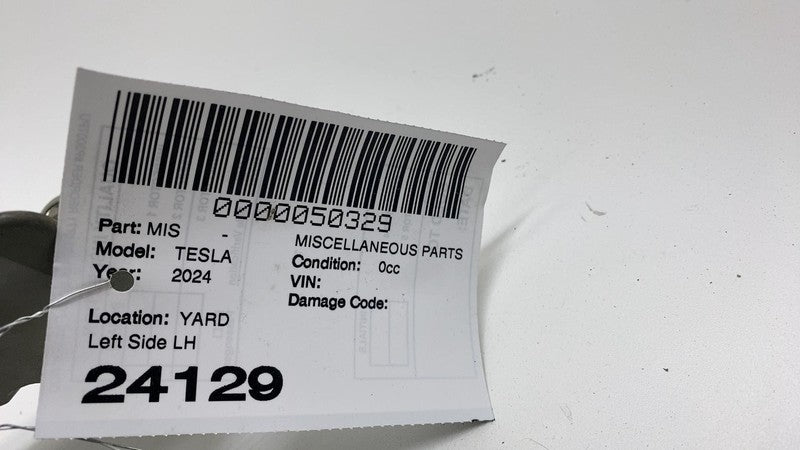 0000050329
Part: MIS -
MISCELLANEOUS PARTS
Model: TESLA
Condition: 0cc
Year: 2024
VIN:
Damage Code:
Location: YARD
Left Side LH
24129